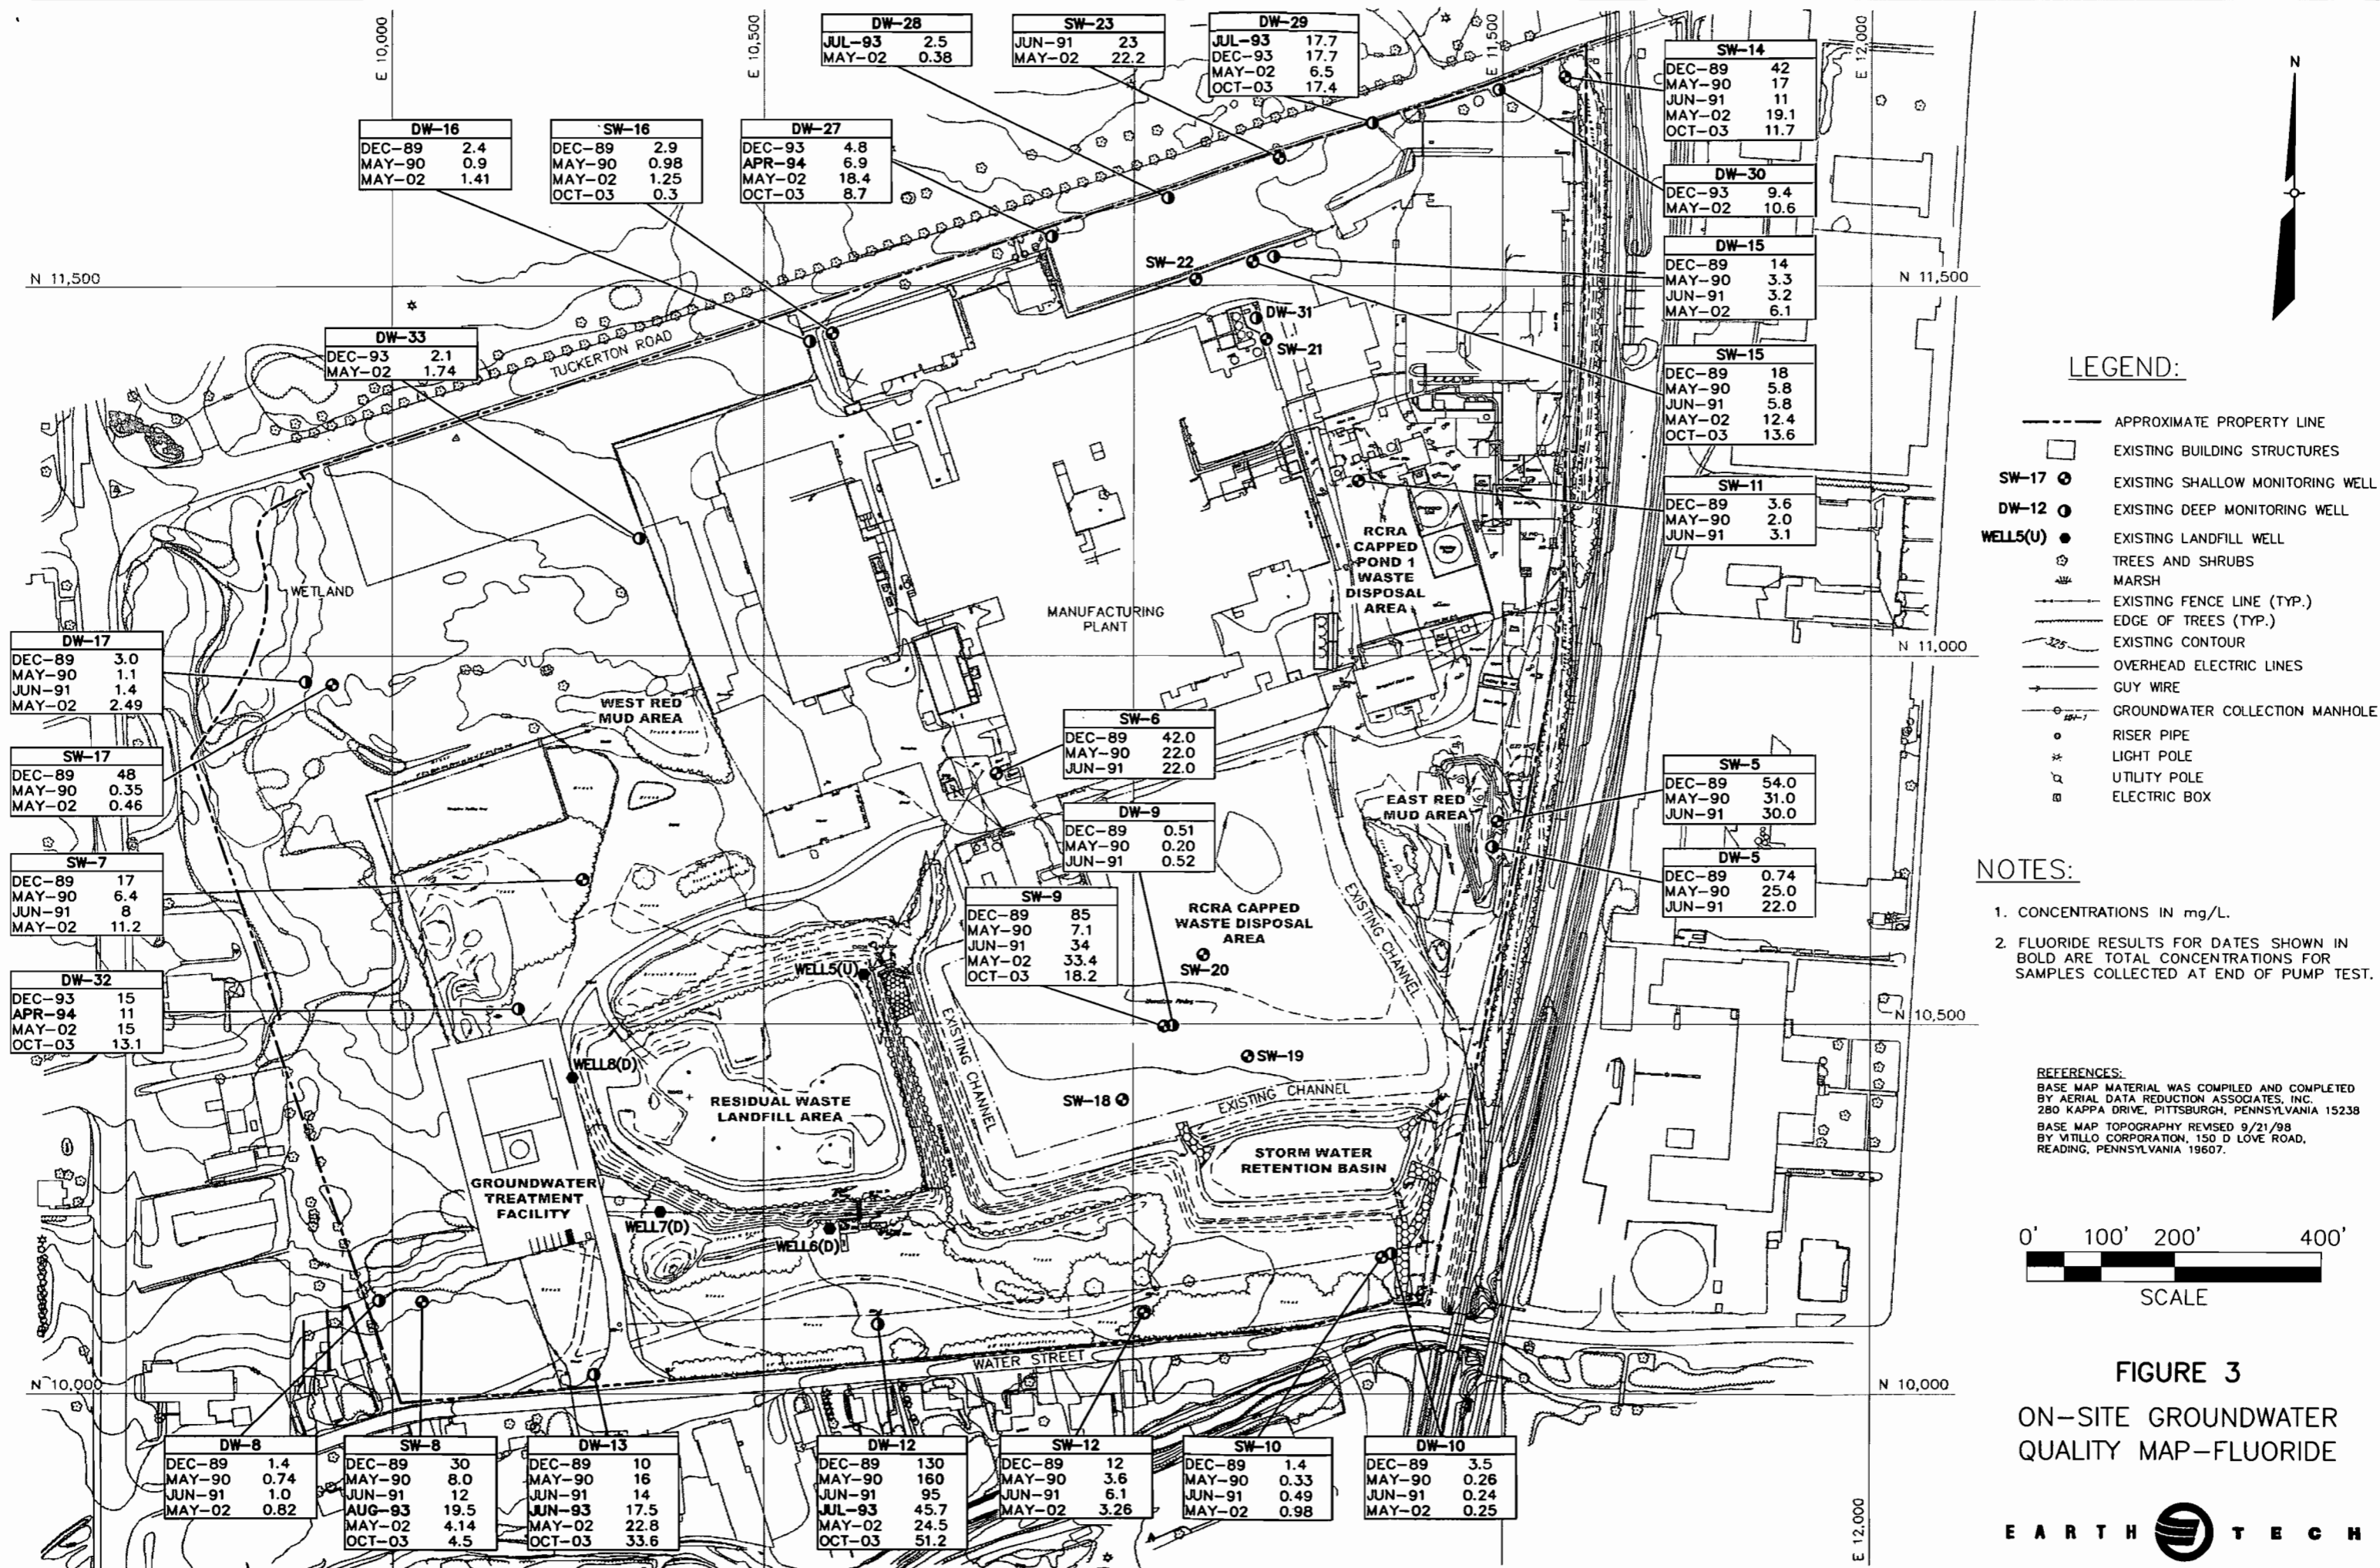 E 10,000
E 10,500
E 11,500
E 12,000
DW-28
JUL-93 2.5
MAY-02 0.38
SW-23
JUN-91 23
MAY-02 22.2
DW-29
JUL-93 17.7
DEC-93 17.7
MAY-02 6.5
OCT-03 17.4
SW-14
DEC-89 42
MAY-90 17
JUN-91 11
MAY-02 19.1
OCT-03 11.7
N
DW-16
DEC-89 2.4
MAY-90 0.9
MAY-02 1.41
SW-16
DEC-89 2.9
MAY-90 0.98
MAY-02 1.25
OCT-03 0.3
DW-27
DEC-93 4.8
APR-94 6.9
MAY-02 18.4
OCT-03 8.7
DW-30
DEC-93 9.4
MAY-02 10.6
DW-15
DEC-89 14
MAY-90 3.3
JUN-91 3.2
MAY-02 6.1
N 11,500
SW-22
N 11,500
DW-31
SW-21
DW-33
DEC-93 2.1
MAY-02 1.74
TUCKERTON ROAD
SW-15
DEC-89 18
MAY-90 5.8
JUN-91 5.8
MAY-02 12.4
OCT-03 13.6
SW-11
DEC-89 3.6
MAY-90 2.0
JUN-91 3.1
RCRA
CAPPED
POND 1
WASTE
DISPOSAL
AREA
WETLAND
MANUFACTURING
PLANT
N 11,000
DW-17
DEC-89 3.0
MAY-90 1.1
JUN-91 1.4
MAY-02 2.49
WEST RED
MUD AREA
SW-6
DEC-89 42.0
MAY-90 22.0
JUN-91 22.0
SW-17
DEC-89 48
MAY-90 0.35
MAY-02 0.46
SW-5
DEC-89 54.0
MAY-90 31.0
JUN-91 30.0
EAST RED
MUD AREA
DW-9
DEC-89 0.51
MAY-90 0.20
JUN-91 0.52
SW-7
DEC-89 17
MAY-90 6.4
JUN-91 8
MAY-02 11.2
DW-5
DEC-89 0.74
MAY-90 25.0
JUN-91 22.0
SW-9
DEC-89 85
MAY-90 7.1
JUN-91 34
MAY-02 33.4
OCT-03 18.2
RCRA CAPPED
WASTE DISPOSAL
AREA
SW-20
EXISTING CHANNEL
WELL5(U)
DW-32
DEC-93 15
APR-94 11
MAY-02 15
OCT-03 13.1
EXISTING CHANNEL
N 10,500
SW-19
WELL8(D)
RESIDUAL WASTE
LANDFILL AREA
SW-18
EXISTING CHANNEL
STORM WATER
RETENTION BASIN
GROUNDWATER
TREATMENT
FACILITY
WELL7(D)
WELL6(D)
WATER STREET
N 10,000
N 10,000
DW-8
DEC-89 1.4
MAY-90 0.74
JUN-91 1.0
MAY-02 0.82
SW-8
DEC-89 30
MAY-90 8.0
JUN-91 12
AUG-93 19.5
MAY-02 4.14
OCT-03 4.5
DW-13
DEC-89 10
MAY-90 16
JUN-91 14
JUN-93 17.5
MAY-02 22.8
OCT-03 33.6
DW-12
DEC-89 130
MAY-90 160
JUN-91 95
JUL-93 45.7
MAY-02 24.5
OCT-03 51.2
SW-12
DEC-89 12
MAY-90 3.6
JUN-91 6.1
MAY-02 3.26
SW-10
DEC-89 1.4
MAY-90 0.33
JUN-91 0.49
MAY-02 0.98
DW-10
DEC-89 3.5
MAY-90 0.26
JUN-91 0.24
MAY-02 0.25
E 12,000
LEGEND:
APPROXIMATE PROPERTY LINE
EXISTING BUILDING STRUCTURES
SW-17 EXISTING SHALLOW MONITORING WELL
DW-12 EXISTING DEEP MONITORING WELL
WELL5(U) EXISTING LANDFILL WELL
TREES AND SHRUBS
MARSH
EXISTING FENCE LINE (TYP.)
EDGE OF TREES (TYP.)
325 EXISTING CONTOUR
OVERHEAD ELECTRIC LINES
GUY WIRE
GROUNDWATER COLLECTION MANHOLE
RISER PIPE
LIGHT POLE
UTILITY POLE
ELECTRIC BOX
NOTES:
1. CONCENTRATIONS IN mg/L.
2. FLUORIDE RESULTS FOR DATES SHOWN IN
BOLD ARE TOTAL CONCENTRATIONS FOR
SAMPLES COLLECTED AT END OF PUMP TEST.
REFERENCES:
BASE MAP MATERIAL WAS COMPILED AND COMPLETED
BY AERIAL DATA REDUCTION ASSOCIATES, INC.
280 KAPPA DRIVE, PITTSBURGH, PENNSYLVANIA 15238
BASE MAP TOPOGRAPHY REVISED 9/21/98
BY VITILLO CORPORATION, 150 D LOVE ROAD,
READING, PENNSYLVANIA 19607.
0' 100' 200' 400'
SCALE
FIGURE 3
ON-SITE GROUNDWATER
QUALITY MAP-FLUORIDE
EARTH TECH